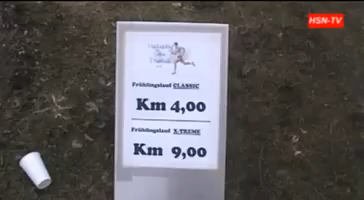 HSN-TV
Frühlingslauf CLASSIC
Km 4,00
Frühlingslauf X-TREME
Km 9,00